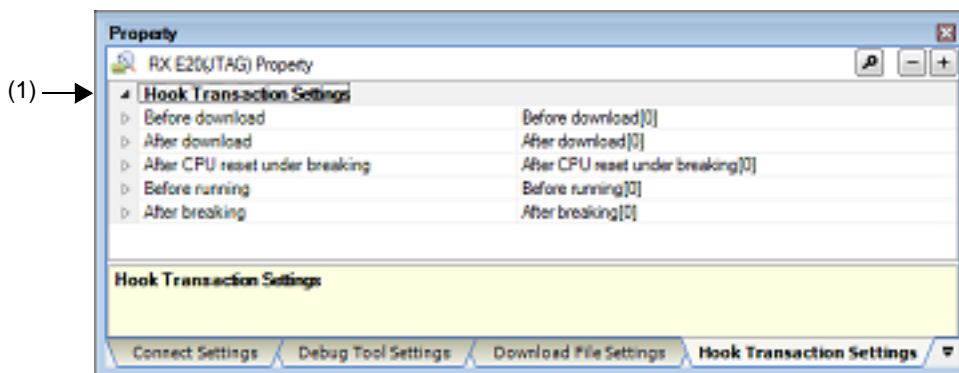 Property
RX E20(JTAG) Property
(1)
Hook Transaction Settings
Before download Before download[0]
After download After download[0]
After CPU reset under breaking After CPU reset under breaking[0]
Before running Before running[0]
After breaking After breaking[0]
Hook Transaction Settings
Connect Settings Debug Tool Settings Download File Settings Hook Transaction Settings